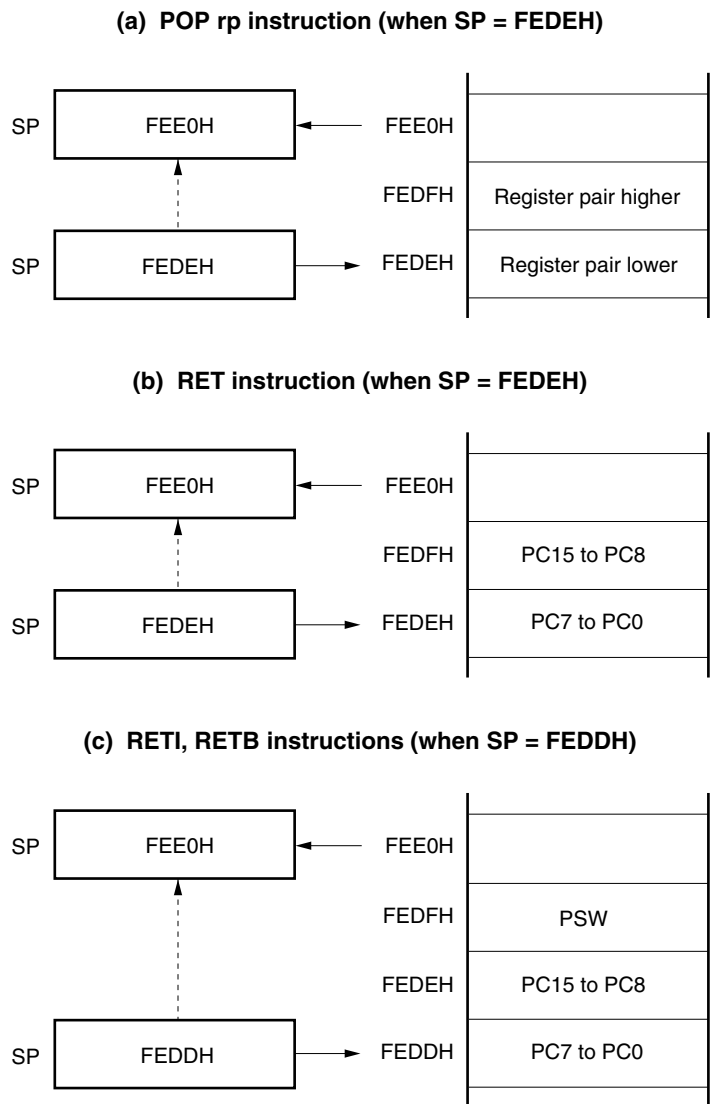 (a) POP rp instruction (when SP = FEDEH)
SP FEE0H FEE0H
FEDFH Register pair higher
SP FEDEH FEDEH Register pair lower
(b) RET instruction (when SP = FEDEH)
SP FEE0H FEE0H
FEDFH PC15 to PC8
SP FEDEH FEDEH PC7 to PC0
(c) RETI, RETB instructions (when SP = FEDDH)
SP FEE0H FEE0H
FEDFH PSW
FEDEH PC15 to PC8
SP FEDDH FEDDH PC7 to PC0